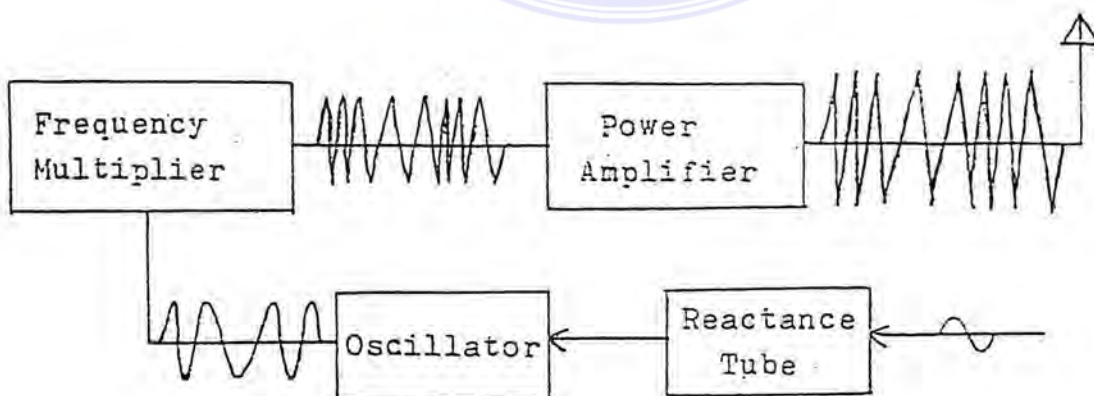 Frequency
Multiplier
Power
Amplifier
Oscillator
Reactance
Tube